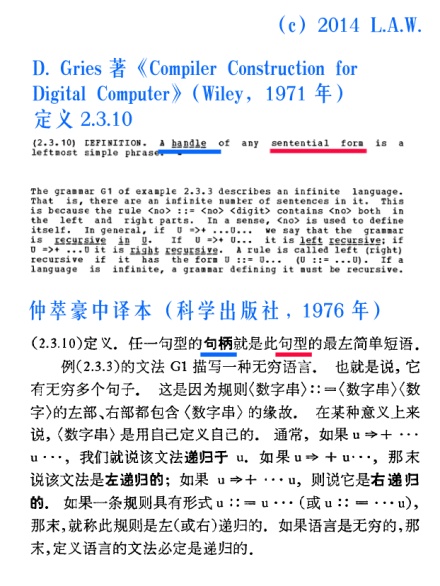 (c) 2014 L.A.W.
D. Gries 著《Compiler Construction for
Digital Computer》(Wiley, 1971 年)
定义 2.3.10
(2.3.10) DEFINITION. A handle of any sentential form is a
leftmost simple phrase.
The grammar G1 of example 2.3.3 describes an infinite language.
That is, there are an infinite number of sentences in it. This
is because the rule <no> ::= <no> <digit> contains <no> both in
the left and right parts. In a sense, <no> is used to define
itself. In general, if U =>+ ...U... we say that the grammar
is recursive in U. If U =>+ U... it is left recursive; if
U =>+ ...U it is right recursive. A rule is called left (right)
recursive if it has the form U ::= U... (U ::= ...U). If a
language is infinite, a grammar defining it must be recursive.
仲萃豪中译本（科学出版社，1976 年）
(2.3.10)定义. 任一句型的句柄就是此句型的最左简单短语.
例(2.3.3)的文法 G1 描写一种无穷语言. 也就是说, 它
有无穷多个句子. 这是因为规则〈数字串〉::=〈数字串〉〈数
字〉的左部、右部都包含〈数字串〉的缘故. 在某种意义上来
说,〈数字串〉是用自己定义自己的. 通常, 如果 u ⇒ + ···
u ···, 我们就说该文法递归于 u. 如果 u ⇒ + u···, 那末
说该文法是左递归的; 如果 u ⇒+ ···u, 则说它是右递归
的. 如果一条规则具有形式 u ::= u ··· (或 u ::= ···u),
那末,就称此规则是左(或右)递归的. 如果语言是无穷的,那
末,定义语言的文法必定是递归的.